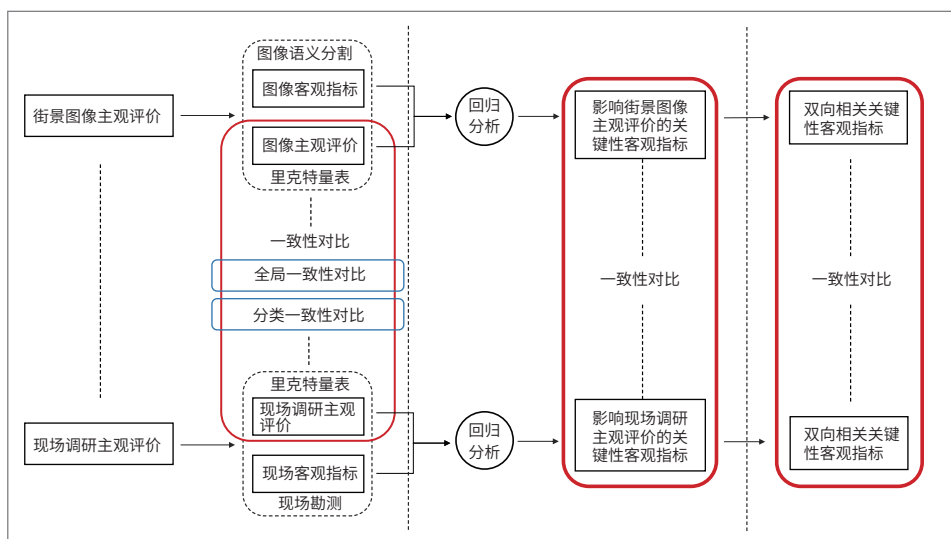 图像语义分割
图像客观指标
街景图像主观评价
图像主观评价
里克特量表
回归
分析
影响街景图像
主观评价的关
键性客观指标
双向相关关键
性客观指标
一致性对比
全局一致性对比
分类一致性对比
一致性对比
一致性对比
里克特量表
现场调研主观
评价
现场调研主观评价
现场客观指标
现场勘测
回归
分析
影响现场调研
主观评价的关
键性客观指标
双向相关关键
性客观指标